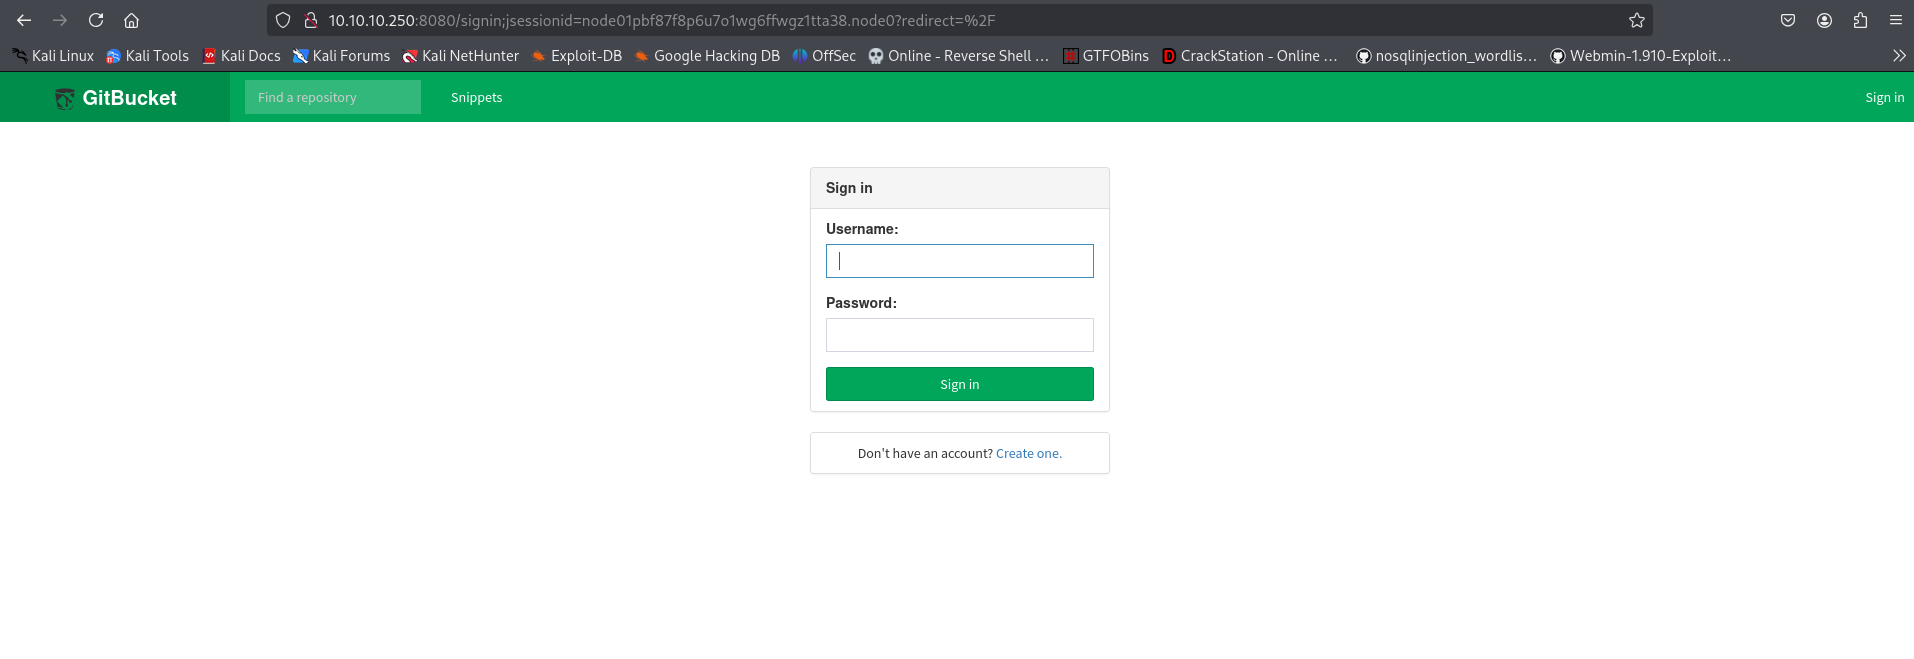 10.10.10.250:8080/signin;jsessionid=node01pbf87f8p6u7o1wg6ffwgz1tta38.node0?redirect=%2F
Kali Linux Kali Tools Kali Docs Kali Forums Kali NetHunter Exploit-DB Google Hacking DB OffSec Online - Reverse Shell ... GTFOBins CrackStation - Online ... nosqlinjection_wordlis... Webmin-1.910-Exploit...
GitBucket Find a repository Snippets Sign in
Sign in
Username:
Password:
Sign in
Don't have an account? Create one.